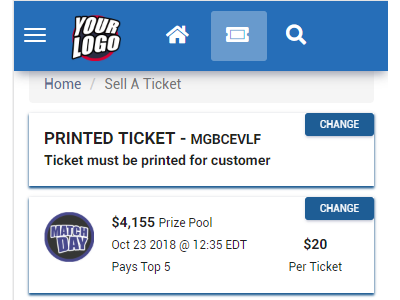 YOUR
LOGO
Home / Sell A Ticket
CHANGE
PRINTED TICKET - MGBCEVLF
Ticket must be printed for customer
CHANGE
MATCH
DAY
$4,155 Prize Pool
Oct 23 2018 @ 12:35 EDT
$20
Pays Top 5
Per Ticket